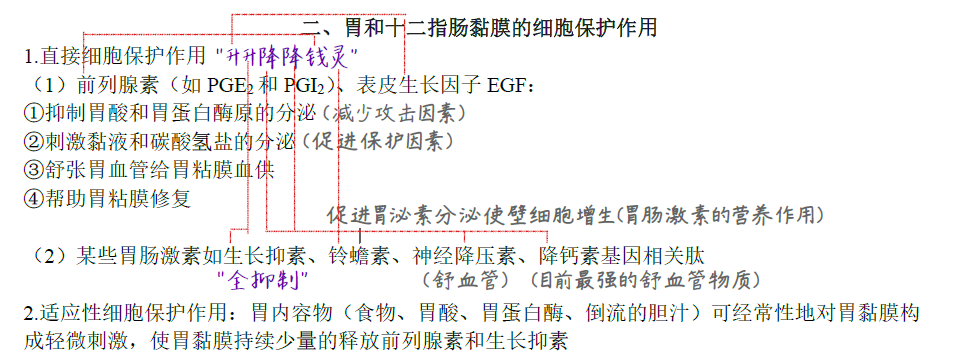 二、胃和十二指肠黏膜的细胞保护作用
1.直接细胞保护作用 "升升降降钱灵"
（1）前列腺素（如 PGE2 和 PGI2）、表皮生长因子 EGF：
①抑制胃酸和胃蛋白酶原的分泌(减少攻击因素)
②刺激黏液和碳酸氢盐的分泌(促进保护因素)
③舒张胃血管给胃粘膜血供
④帮助胃粘膜修复
促进胃泌素分泌使壁细胞增生(胃肠激素的营养作用)
（2）某些胃肠激素如生长抑素、铃蟾素、神经降压素、降钙素基因相关肽
"全抑制" (舒血管) (目前最强的舒血管物质)
2.适应性细胞保护作用：胃内容物（食物、胃酸、胃蛋白酶、倒流的胆汁）可经常性地对胃黏膜构
成轻微刺激，使胃黏膜持续少量的释放前列腺素和生长抑素